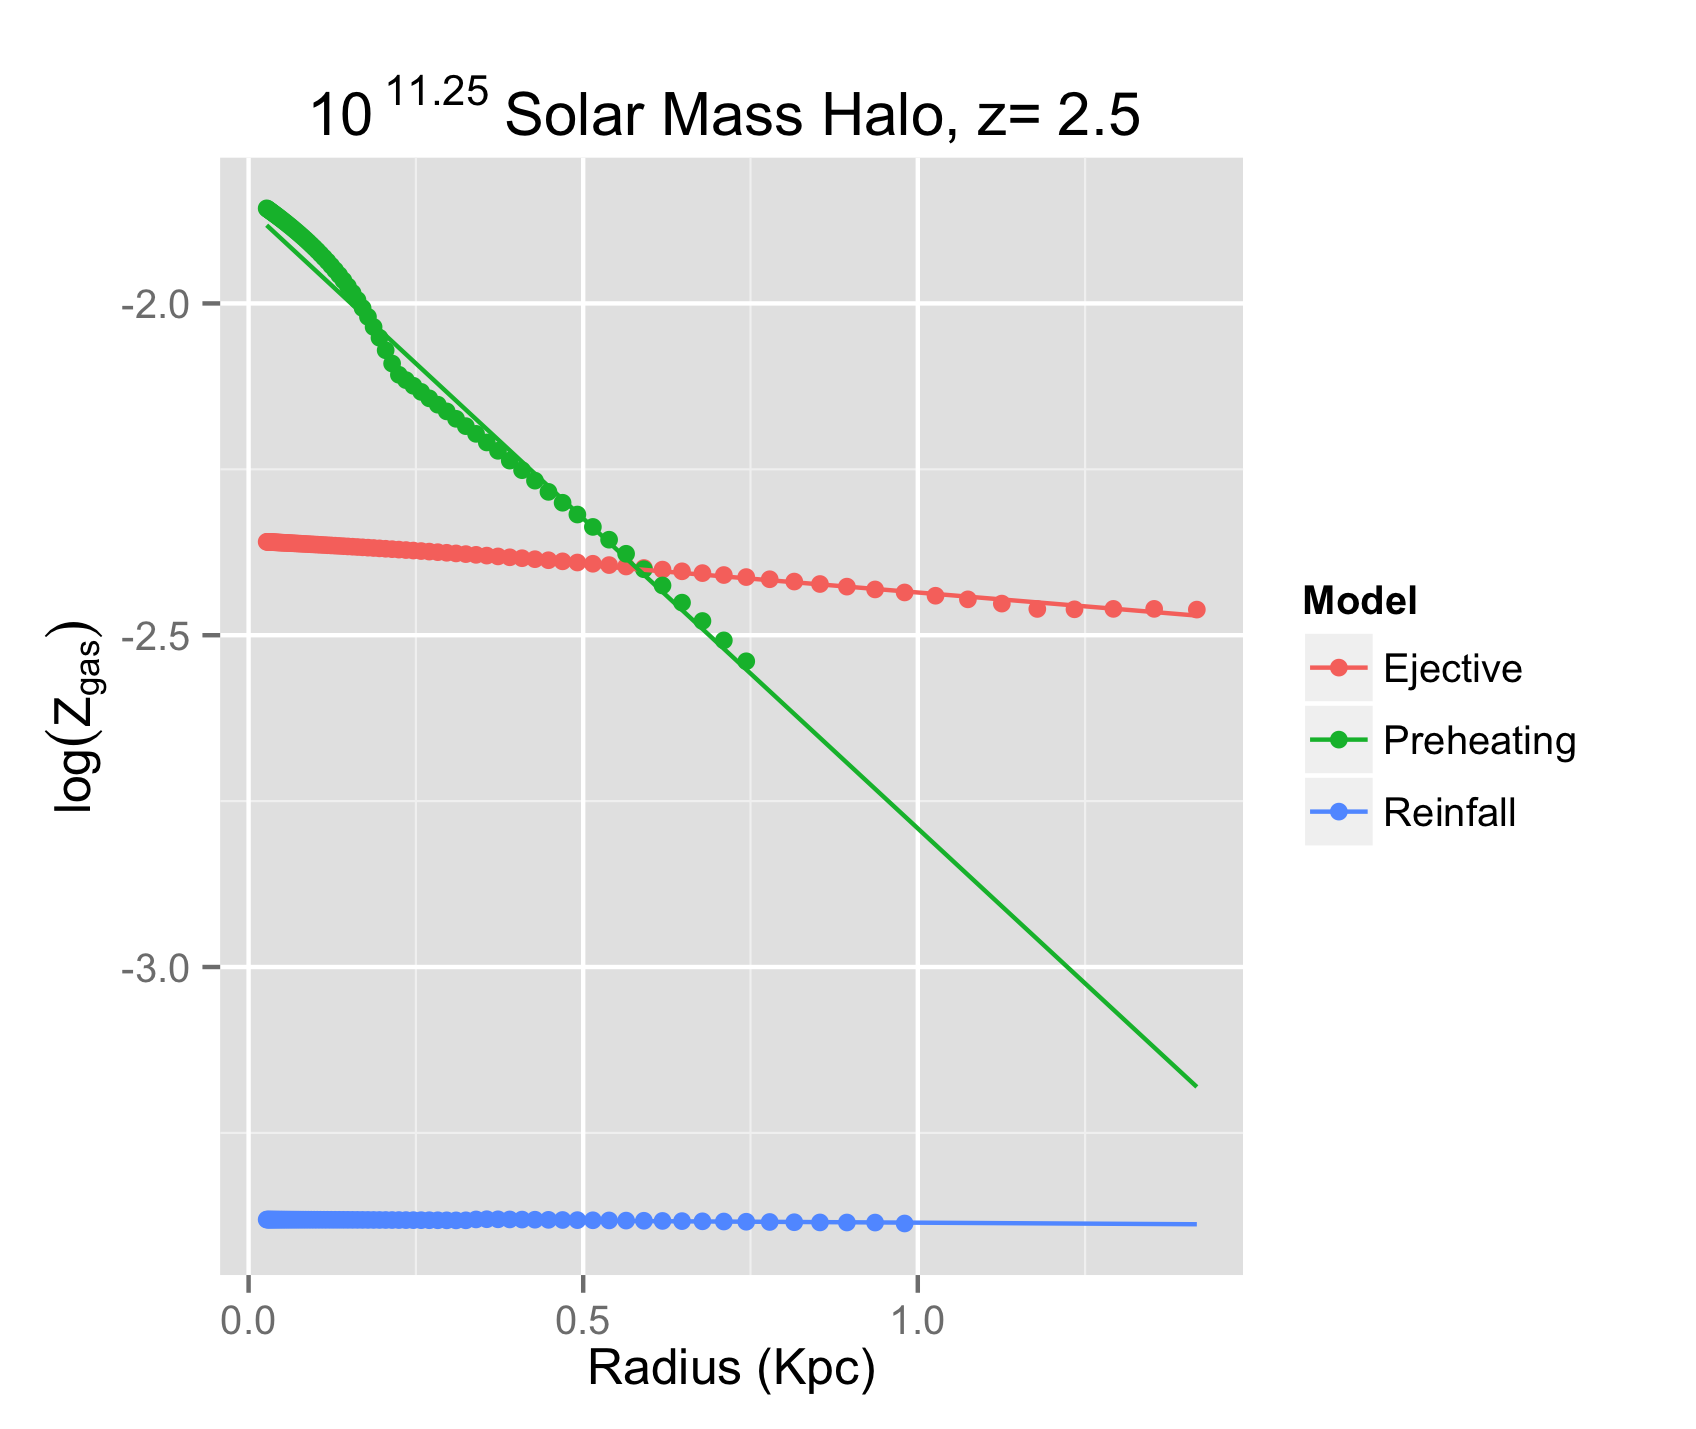 10^11.25 Solar Mass Halo, z= 2.5
log(Z_gas)
-2.0
-2.5
-3.0
0.0 0.5 1.0
Radius (Kpc)
Model
Ejective
Preheating
Reinfall